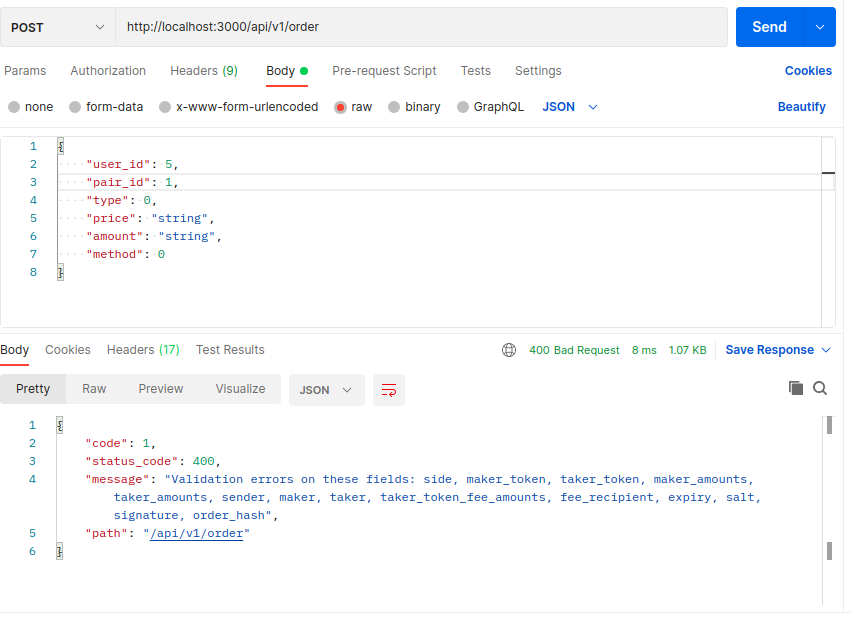 POST http://localhost:3000/api/v1/order Send
Params Authorization Headers (9) Body Pre-request Script Tests Settings Cookies
none form-data x-www-form-urlencoded raw binary GraphQL JSON Beautify
1 {
2 "user_id": 5,
3 "pair_id": 1,
4 "type": 0,
5 "price": "string",
6 "amount": "string",
7 "method": 0
8 }
Body Cookies Headers (17) Test Results 400 Bad Request 8 ms 1.07 KB Save Response
Pretty Raw Preview Visualize JSON
1 {
2 "code": 1,
3 "status_code": 400,
4 "message": "Validation errors on these fields: side, maker_token, taker_token, maker_amounts,
taker_amounts, sender, maker, taker, taker_token_fee_amounts, fee_recipient, expiry, salt,
signature, order_hash",
5 "path": "/api/v1/order"
6 }